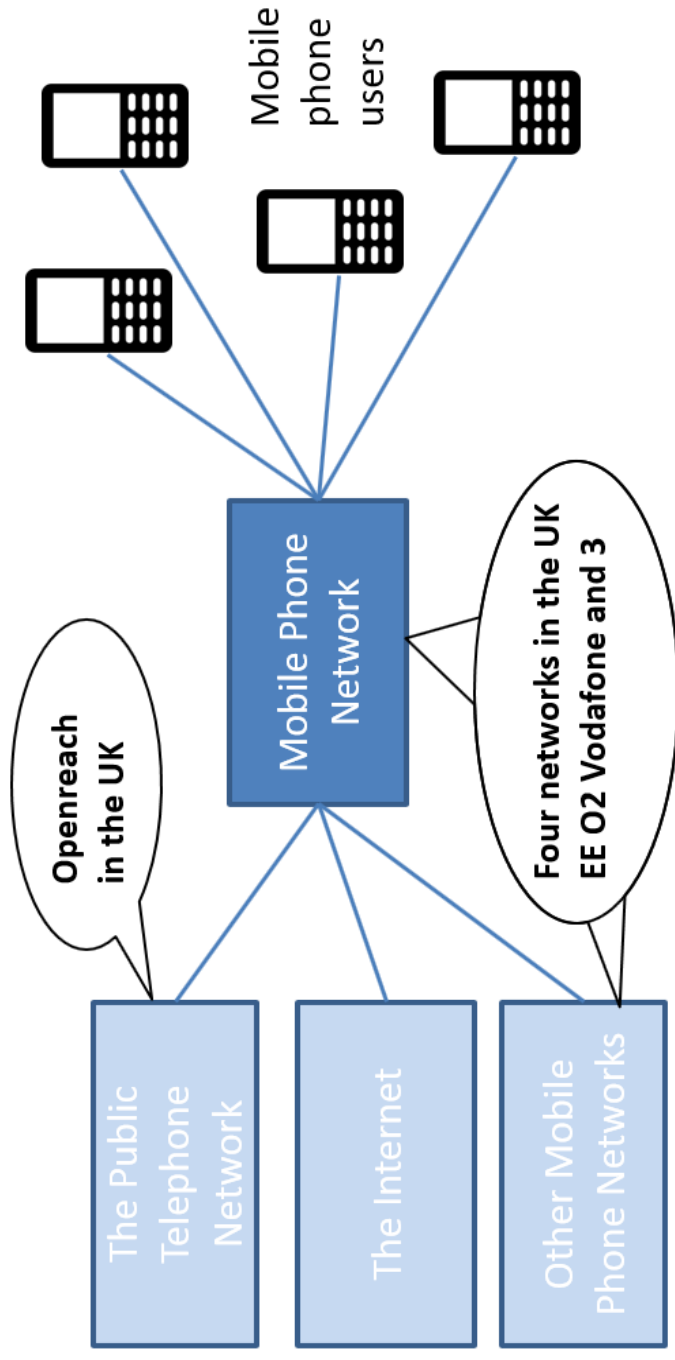 The Public
Telephone
Network
The Internet
Other Mobile
Phone Networks
Openreach
in the UK
Mobile Phone
Network
Four networks in the UK
EE O2 Vodafone and 3
Mobile
phone
users